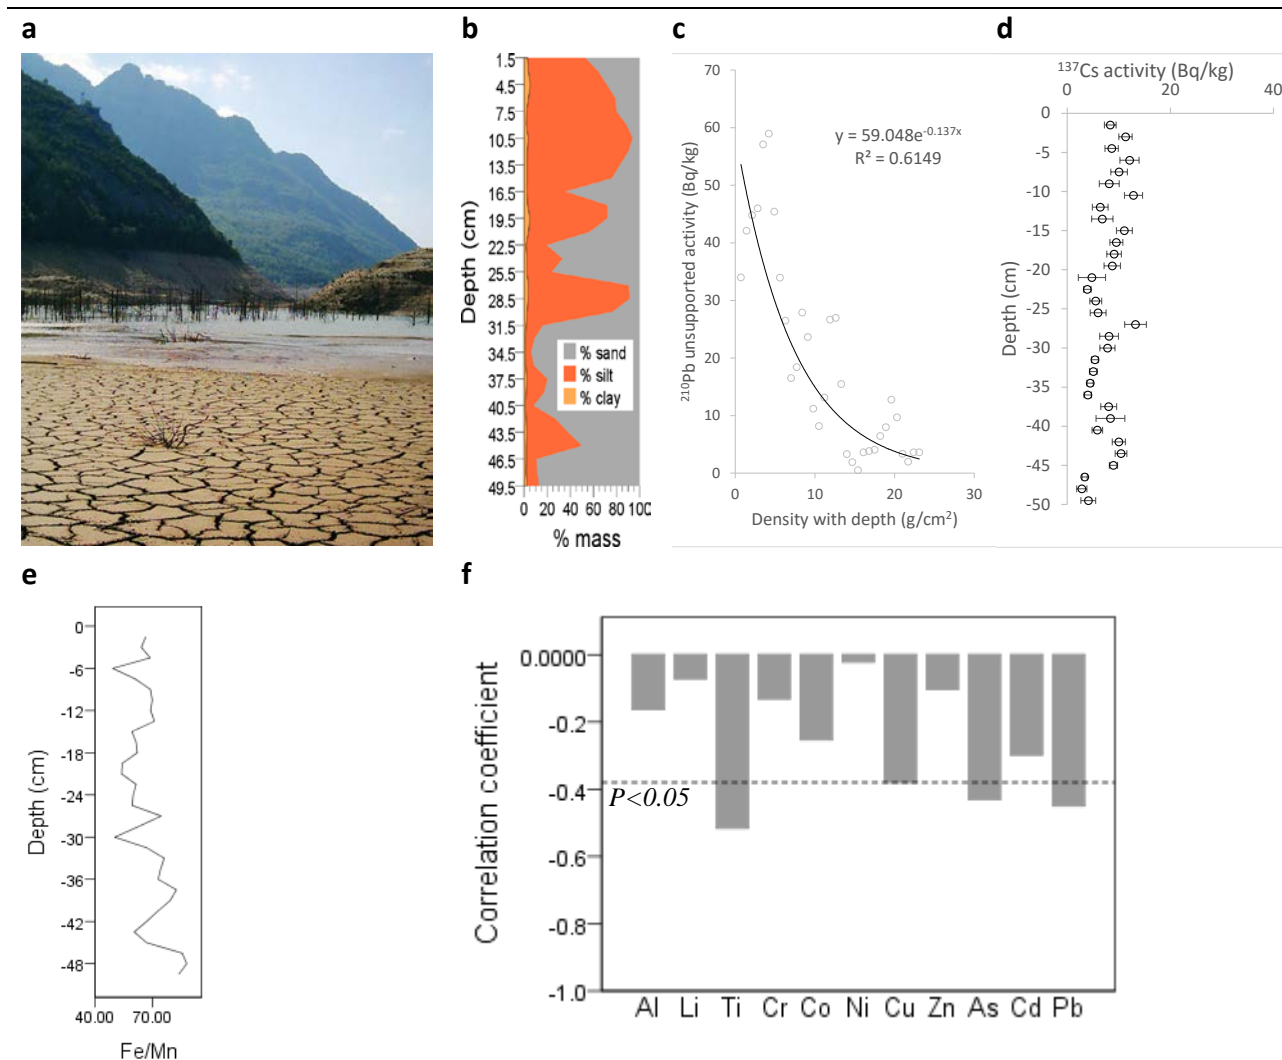 a
b
c
d
1.5
4.5
7.5
10.5
13.5
16.5
19.5
22.5
25.5
28.5
31.5
34.5
37.5
40.5
43.5
46.5
49.5
Depth (cm)
% sand
% silt
% clay
0 20 40 60 80 100
% mass
70
60
50
40
30
20
10
0
²¹⁰Pb unsupported activity (Bq/kg)
y = 59.048e^-0.137x
R² = 0.6149
0 10 20 30
Density with depth (g/cm²)
¹³⁷Cs activity (Bq/kg)
0 20 40
0
-5
-10
-15
-20
-25
-30
-35
-40
-45
-50
Depth (cm)
e
f
0
-6
-12
-18
-24
-30
-36
-42
-48
Depth (cm)
40.00 70.00
Fe/Mn
Correlation coefficient
0.0000
-0.2
-0.4
-0.6
-0.8
-1.0
P<0.05
Al Li Ti Cr Co Ni Cu Zn As Cd Pb